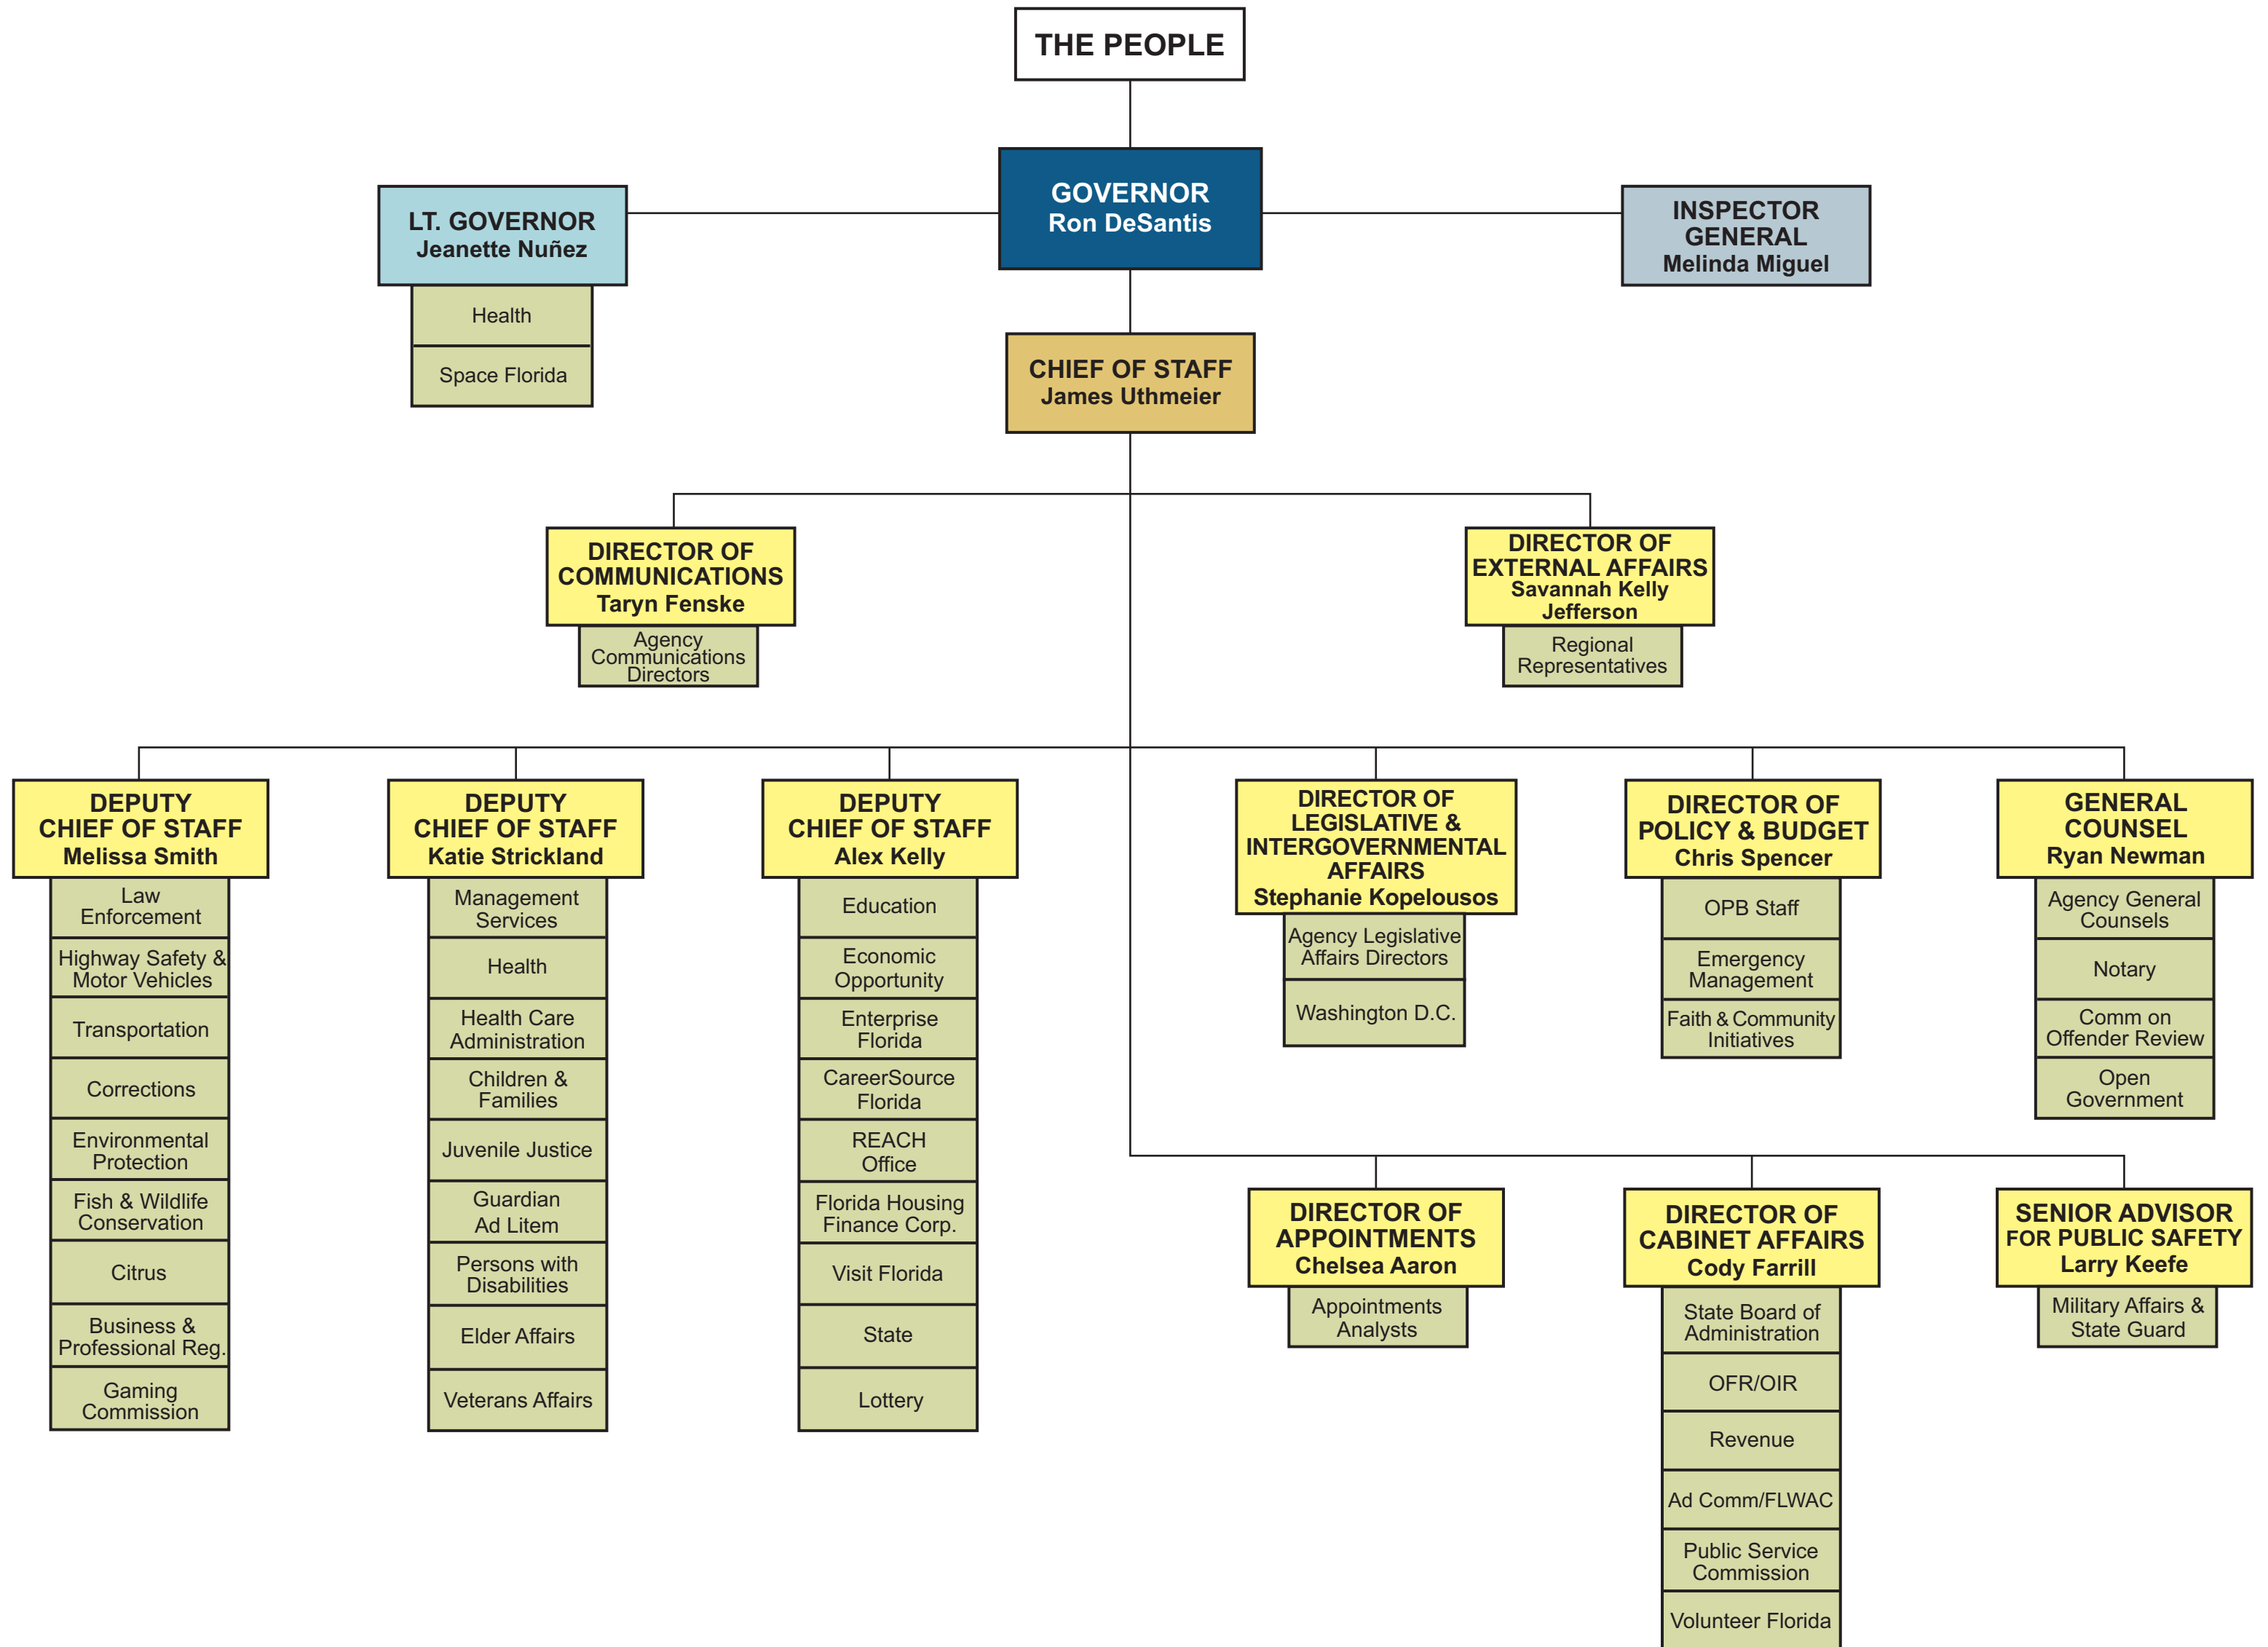 THE PEOPLE
GOVERNOR
Ron DeSantis
LT. GOVERNOR
Jeanette Nuñez
Health
Space Florida
INSPECTOR
GENERAL
Melinda Miguel
CHIEF OF STAFF
James Uthmeier
DIRECTOR OF
COMMUNICATIONS
Taryn Fenske
Agency
Communications
Directors
DIRECTOR OF
EXTERNAL AFFAIRS
Savannah Kelly
Jefferson
Regional
Representatives
DEPUTY
CHIEF OF STAFF
Melissa Smith
Law
Enforcement
Highway Safety &
Motor Vehicles
Transportation
Corrections
Environmental
Protection
Fish & Wildlife
Conservation
Citrus
Business &
Professional Reg.
Gaming
Commission
DEPUTY
CHIEF OF STAFF
Katie Strickland
Management
Services
Health
Health Care
Administration
Children &
Families
Juvenile Justice
Guardian
Ad Litem
Persons with
Disabilities
Elder Affairs
Veterans Affairs
DEPUTY
CHIEF OF STAFF
Alex Kelly
Education
Economic
Opportunity
Enterprise
Florida
CareerSource
Florida
REACH
Office
Florida Housing
Finance Corp.
Visit Florida
State
Lottery
DIRECTOR OF
LEGISLATIVE &
INTERGOVERNMENTAL
AFFAIRS
Stephanie Kopelousos
Agency Legislative
Affairs Directors
Washington D.C.
DIRECTOR OF
POLICY & BUDGET
Chris Spencer
OPB Staff
Emergency
Management
Faith & Community
Initiatives
GENERAL
COUNSEL
Ryan Newman
Agency General
Counsels
Notary
Comm on
Offender Review
Open
Government
DIRECTOR OF
APPOINTMENTS
Chelsea Aaron
Appointments
Analysts
DIRECTOR OF
CABINET AFFAIRS
Cody Farrill
State Board of
Administration
OFR/OIR
Revenue
Ad Comm/FLWAC
Public Service
Commission
Volunteer Florida
SENIOR ADVISOR
FOR PUBLIC SAFETY
Larry Keefe
Military Affairs &
State Guard